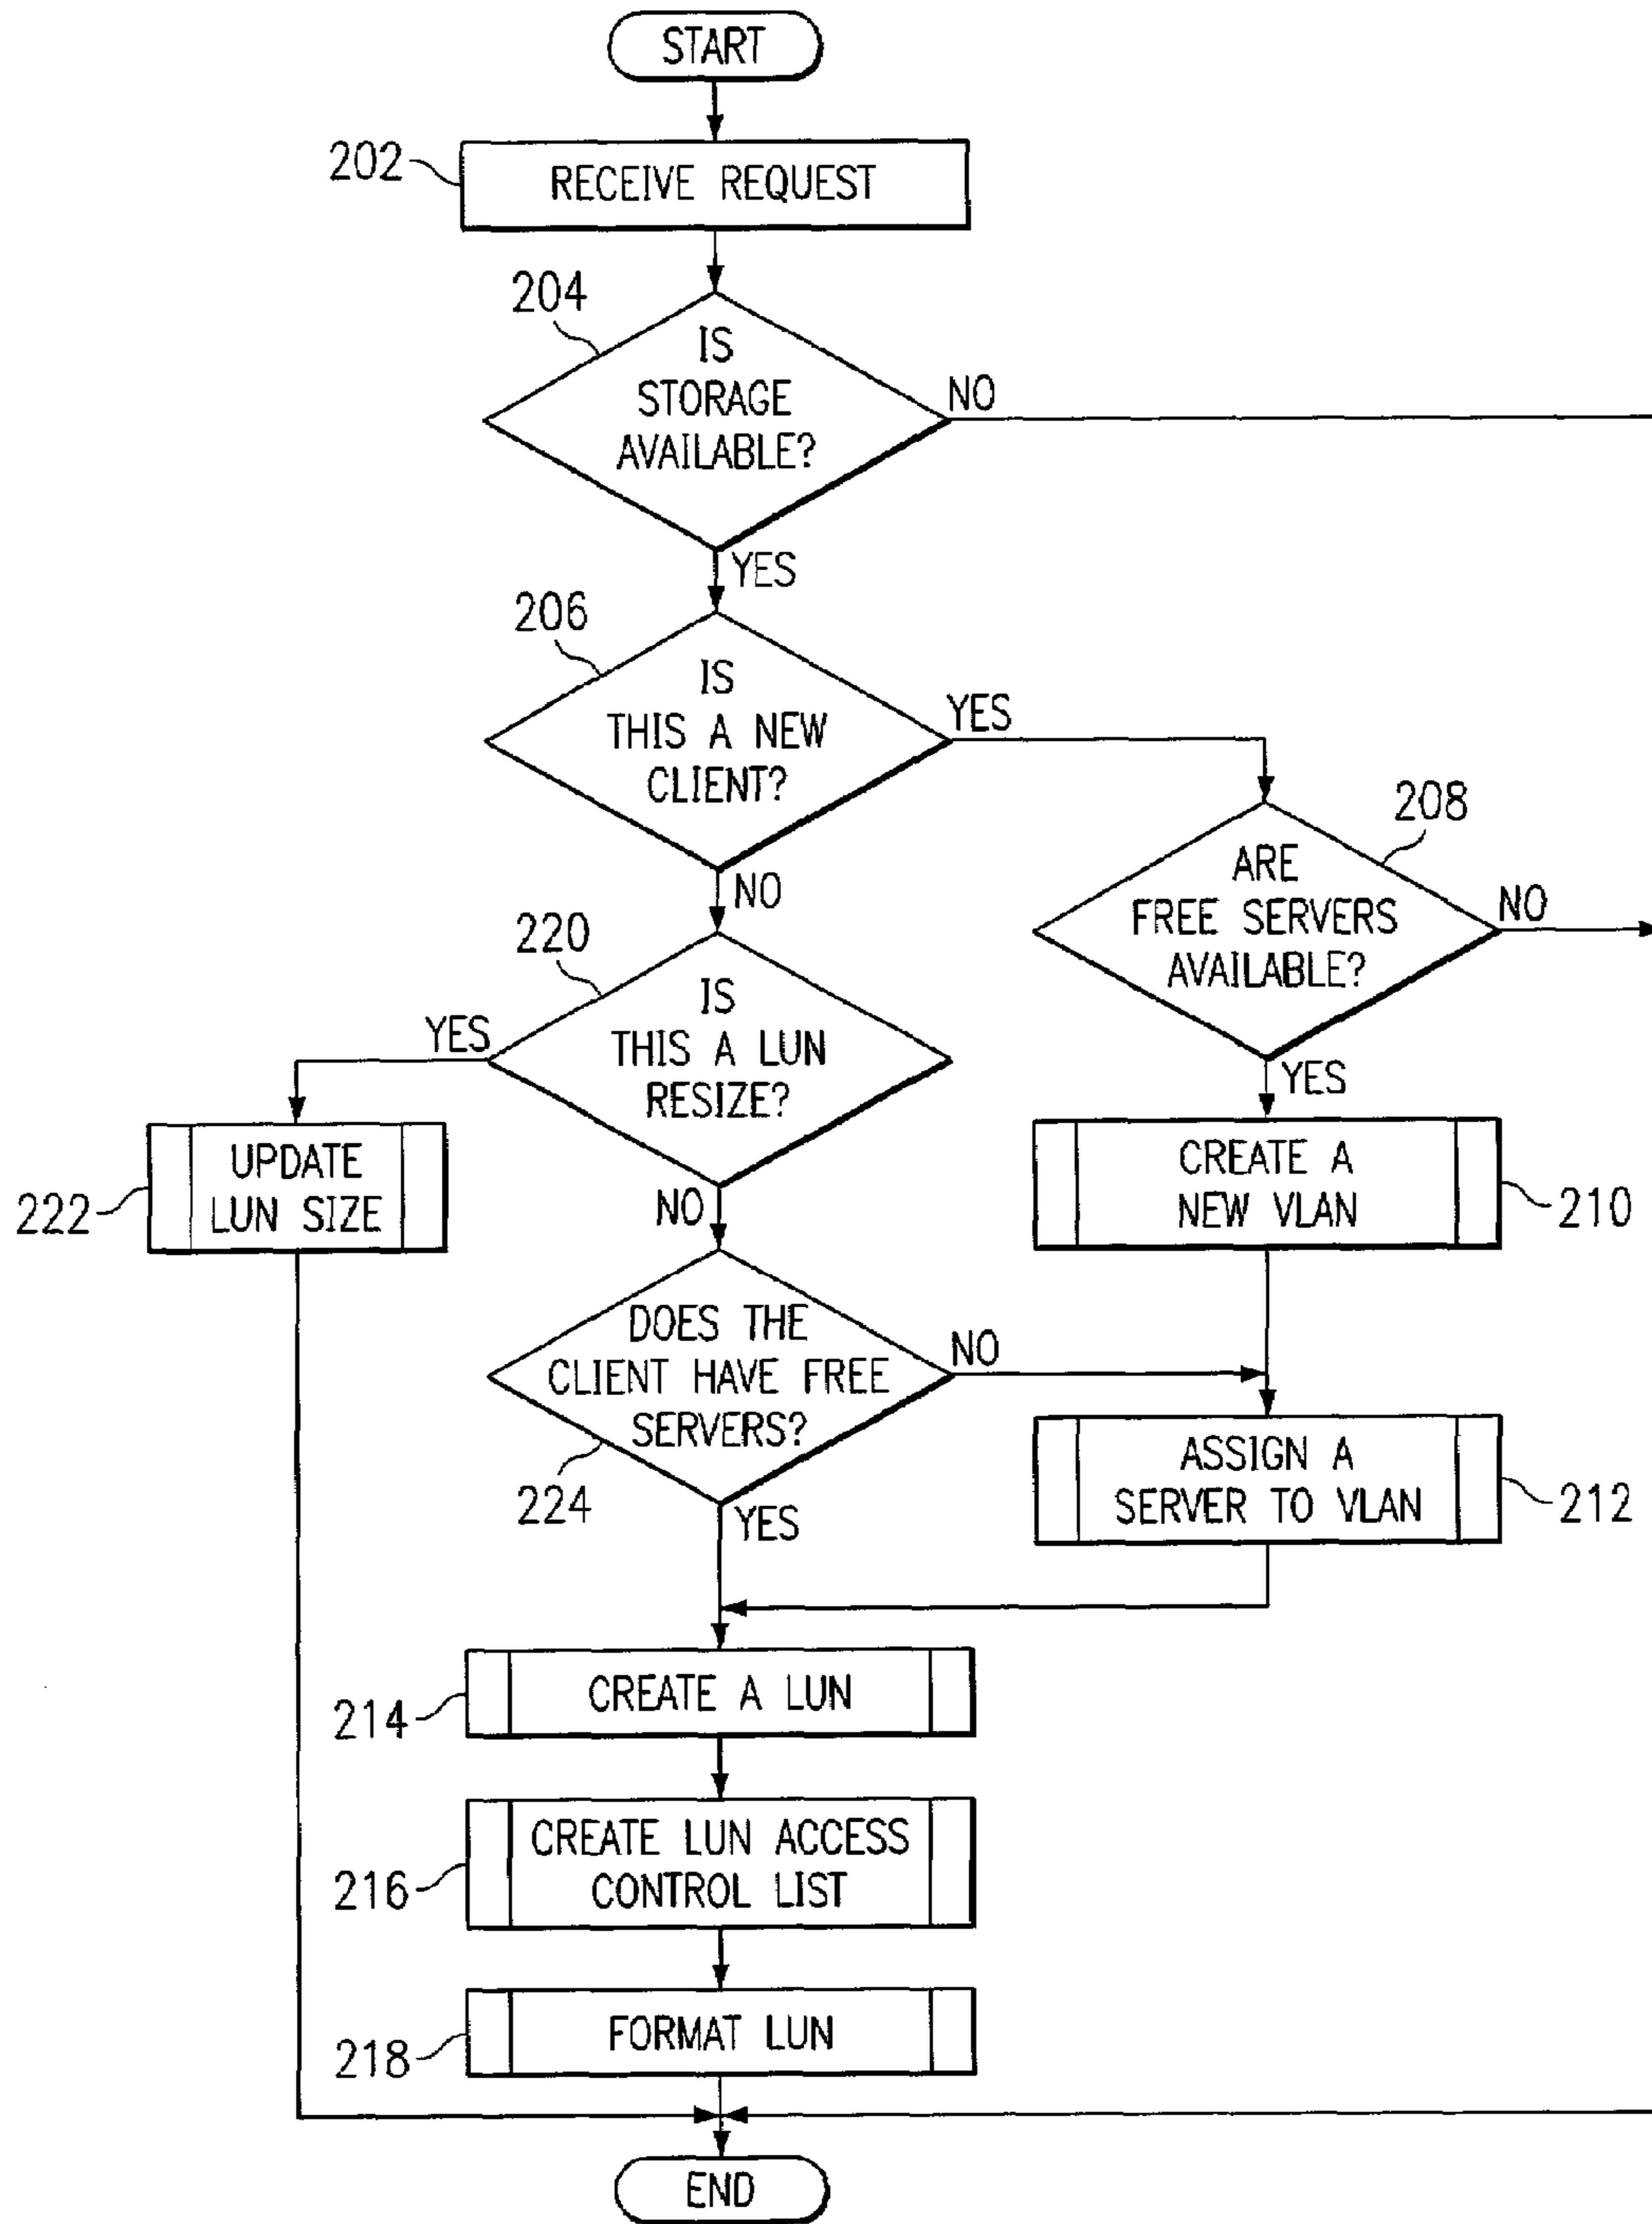 START
202
RECEIVE REQUEST
204
IS
STORAGE
AVAILABLE?
NO
YES
206
IS
THIS A NEW
CLIENT?
YES
NO
208
ARE
FREE SERVERS
AVAILABLE?
NO
YES
220
IS
THIS A LUN
RESIZE?
YES
NO
222
UPDATE
LUN SIZE
CREATE A
NEW VLAN
210
DOES THE
CLIENT HAVE FREE
SERVERS?
NO
224
YES
ASSIGN A
SERVER TO VLAN
212
214
CREATE A LUN
216
CREATE LUN ACCESS
CONTROL LIST
218
FORMAT LUN
END